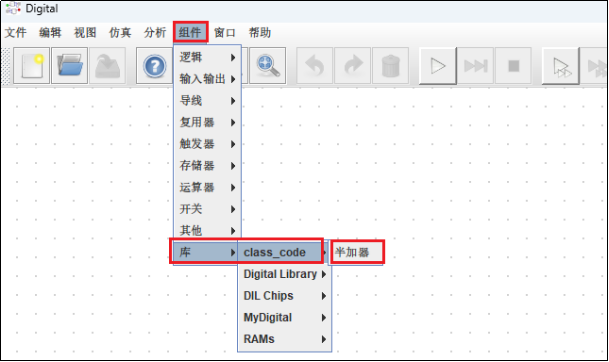 Digital
文件 编辑 视图 仿真 分析 组件 窗口 帮助
逻辑
输入输出
导线
复用器
触发器
存储器
运算器
开关
其他
库 class_code 半加器
Digital Library
DIL Chips
MyDigital
RAMs